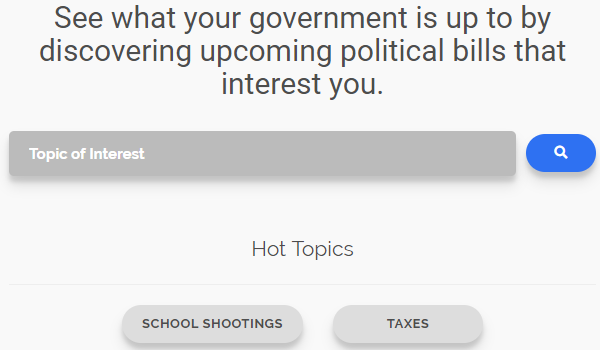 See what your government is up to by
discovering upcoming political bills that
interest you.
Topic of Interest
Hot Topics
SCHOOL SHOOTINGS
TAXES